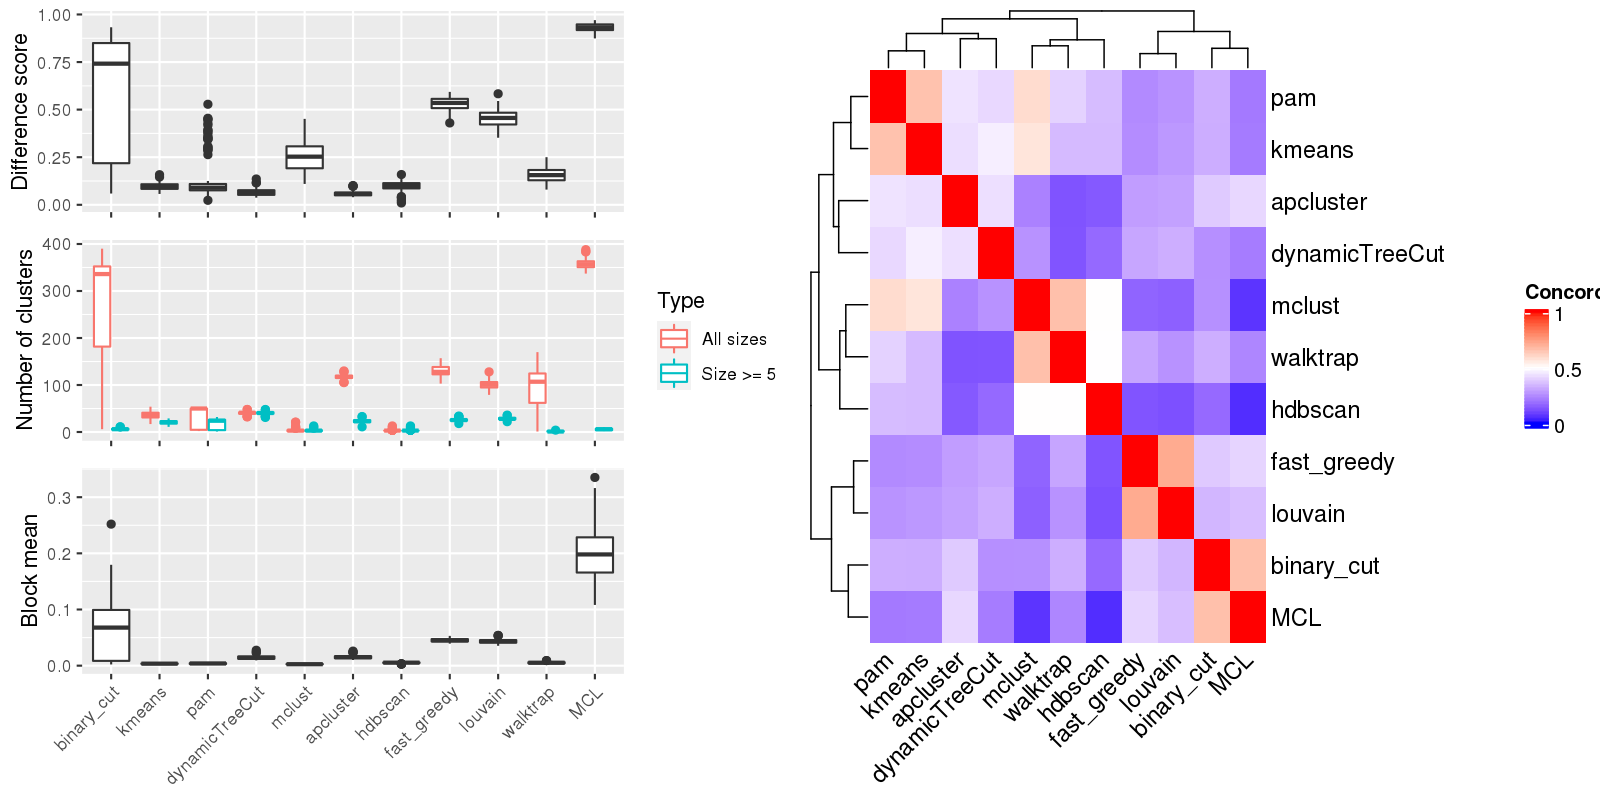 Difference score
1.00
0.75
0.50
0.25
0.00
Number of clusters
400
300
200
100
0
Block mean
0.3
0.2
0.1
0.0
binary_cut
kmeans
pam
dynamicTreeCut
mclust
apcluster
hdbscan
fast_greedy
louvain
walktrap
MCL
Type
All sizes
Size >= 5
pam
kmeans
apcluster
dynamicTreeCut
mclust
walktrap
hdbscan
fast_greedy
louvain
binary_cut
MCL
pam
kmeans
apcluster
dynamicTreeCut
mclust
walktrap
hdbscan
fast_greedy
louvain
binary_cut
MCL
Concor
1
0.5
0